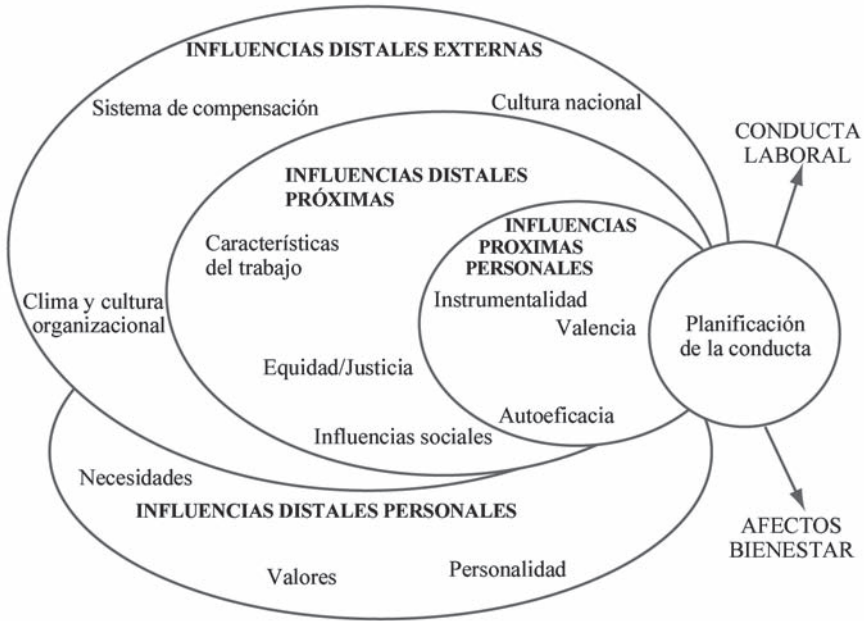 INFLUENCIAS DISTALES EXTERNAS
Sistema de compensación
Cultura nacional
CONDUCTA
LABORAL
INFLUENCIAS DISTALES
PRÓXIMAS
INFLUENCIAS
PROXIMAS
PERSONALES
Características
del trabajo
Instrumentalidad
Clima y cultura
organizacional
Valencia
Planificación
de la conducta
Equidad/Justicia
Autoeficacia
Influencias sociales
Necesidades
INFLUENCIAS DISTALES PERSONALES
AFECTOS
BIENESTAR
Valores
Personalidad